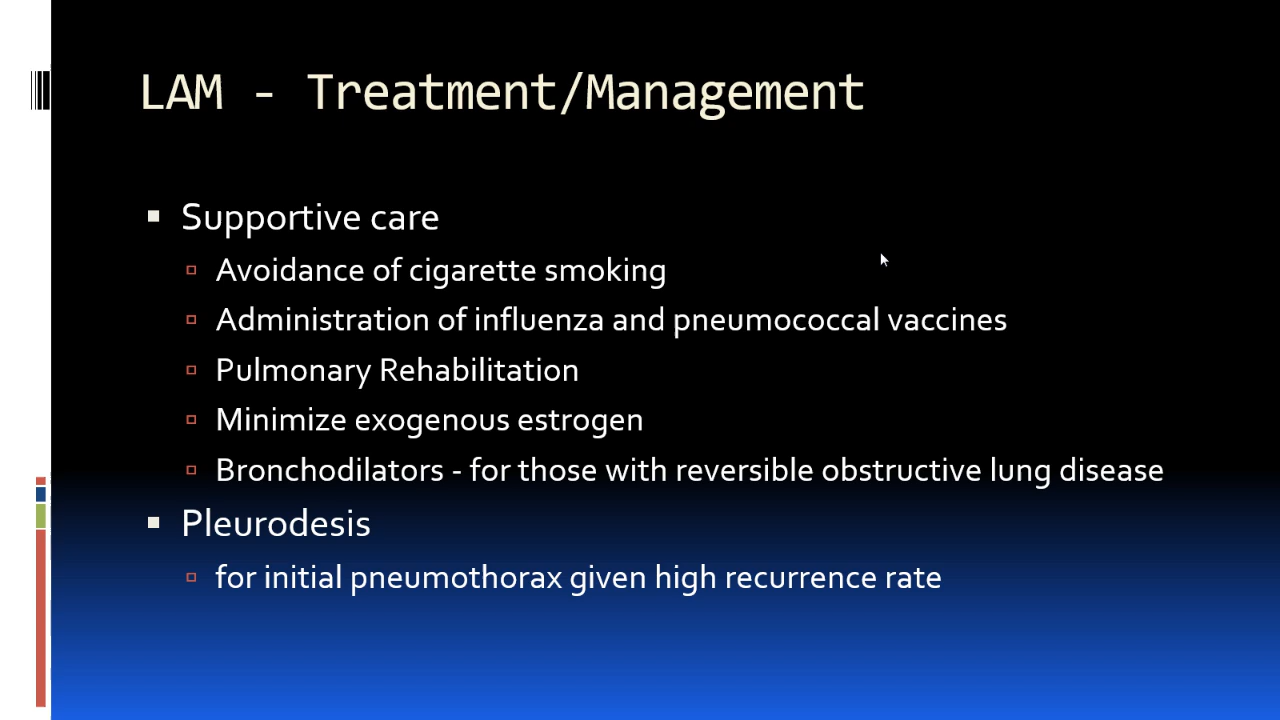 LAM - Treatment/Management
Supportive care
Avoidance of cigarette smoking
Administration of influenza and pneumococcal vaccines
Pulmonary Rehabilitation
Minimize exogenous estrogen
Bronchodilators - for those with reversible obstructive lung disease
Pleurodesis
for initial pneumothorax given high recurrence rate